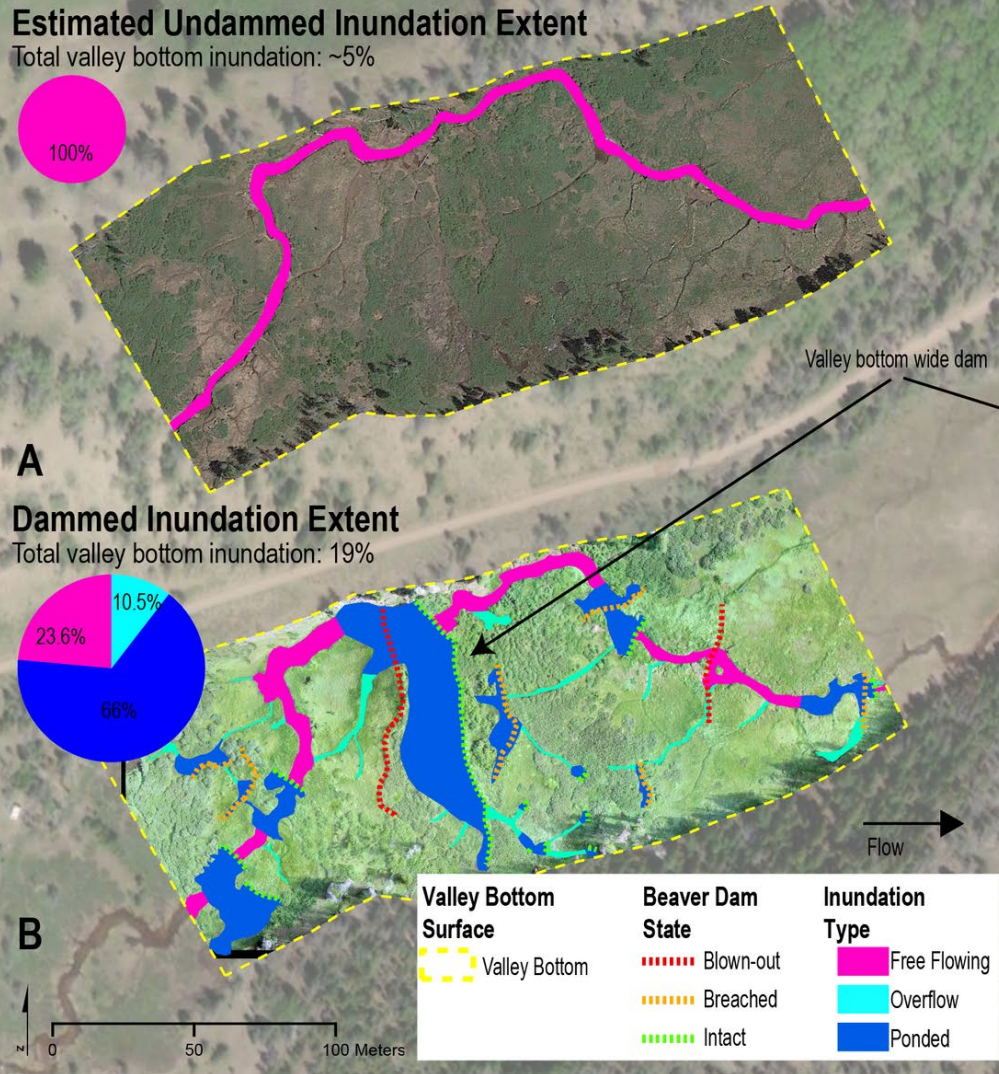 Estimated Undammed Inundation Extent
Total valley bottom inundation: ~5%
100%
Valley bottom wide dam
A
Dammed Inundation Extent
Total valley bottom inundation: 19%
10.5%
23.6%
66%
Flow
B
N
0 50 100 Meters
Valley Bottom
Surface
Valley Bottom
Beaver Dam
State
Blown-out
Breached
Intact
Inundation
Type
Free Flowing
Overflow
Ponded